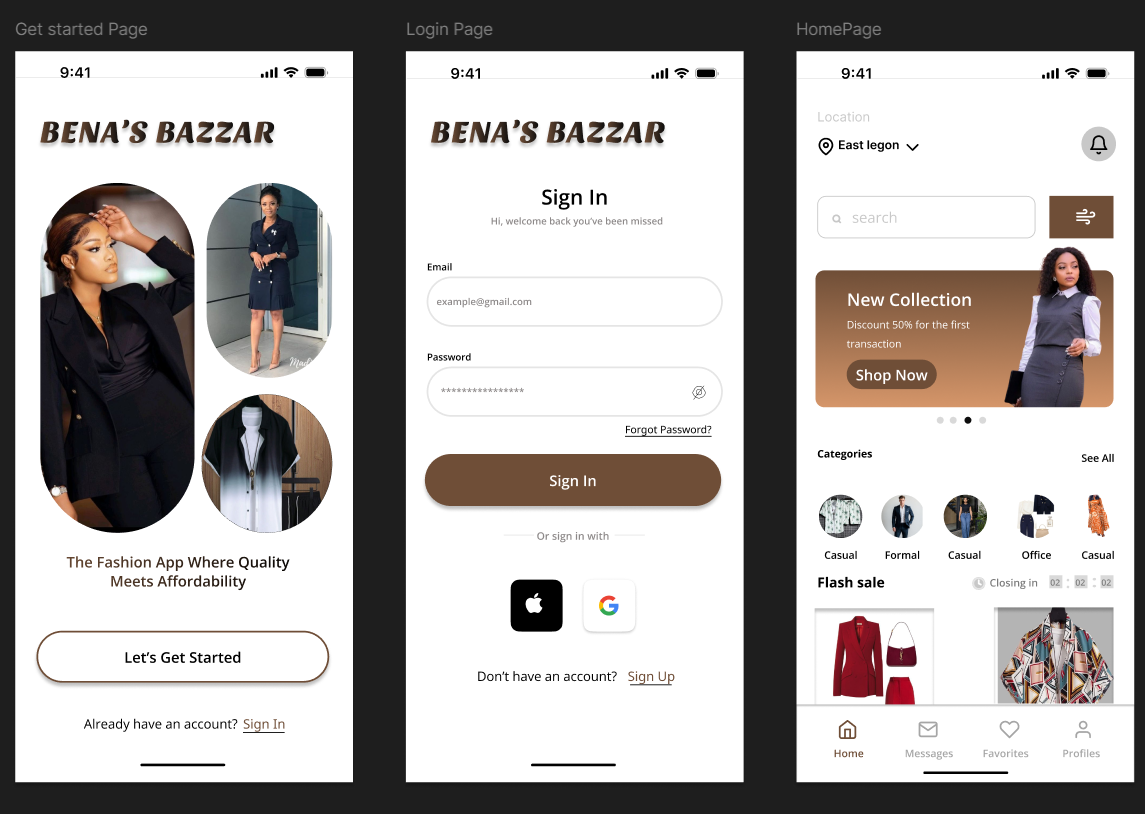 Get started Page
9:41
BENA'S BAZZAR
The Fashion App Where Quality
Meets Affordability
Let's Get Started
Already have an account? Sign In
Login Page
9:41
BENA'S BAZZAR
Sign In
Hi, welcome back you've been missed
Email
example@gmail.com
Password
****************
Forgot Password?
Sign In
Or sign in with
Don't have an account? Sign Up
HomePage
9:41
Location
East legon
search
New Collection
Discount 50% for the first
transaction
Shop Now
Categories
See All
Casual Formal Casual Office Casual
Flash sale
Closing in 02 : 02 : 02
Home Messages Favorites Profiles